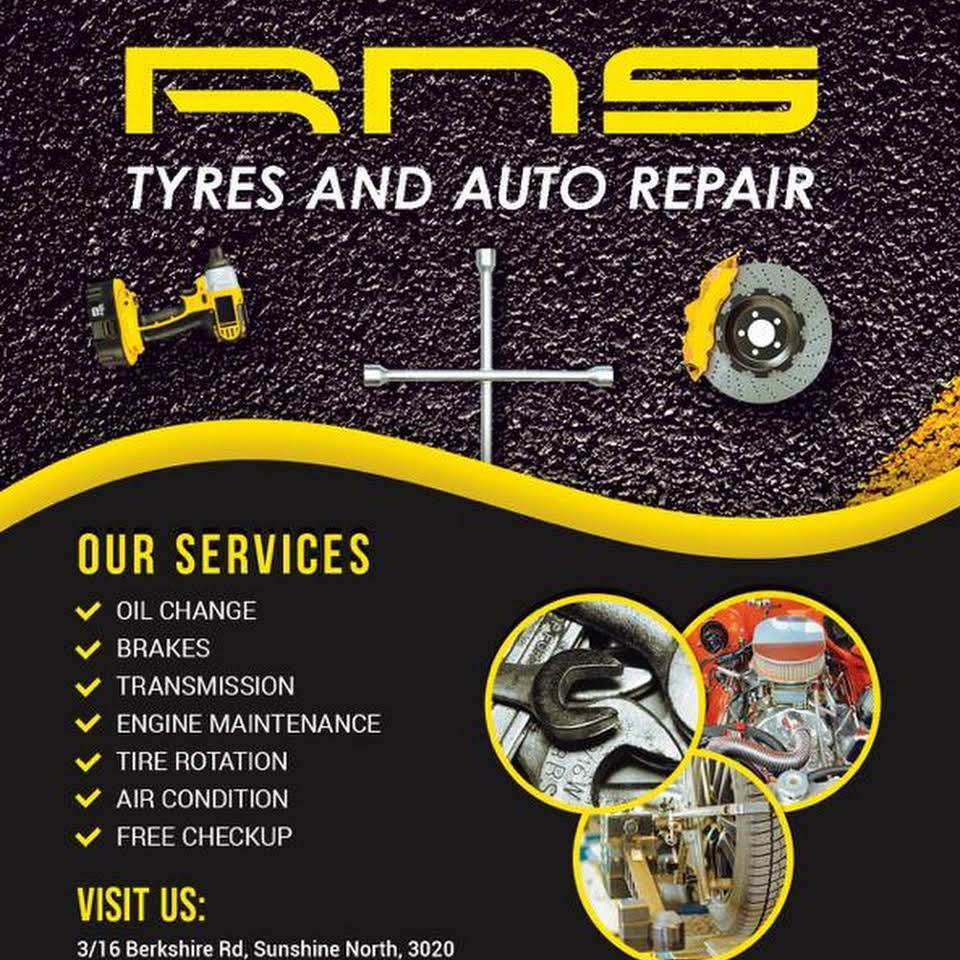 RNS
TYRES AND AUTO REPAIR
OUR SERVICES
OIL CHANGE
BRAKES
TRANSMISSION
ENGINE MAINTENANCE
TIRE ROTATION
AIR CONDITION
FREE CHECKUP
VISIT US:
3/16 Berkshire Rd, Sunshine North, 3020